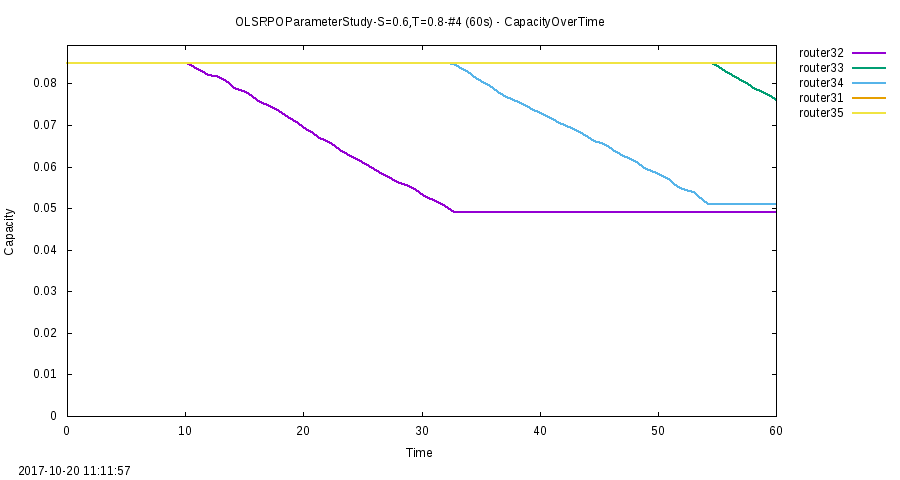 OLSRPOParameterStudy-S=0.6,T=0.8-#4 (60s) - CapacityOverTime
router32
router33
router34
router31
router35
0.08
0.07
0.06
0.05
0.04
0.03
0.02
0.01
0
Capacity
0 10 20 30 40 50 60
Time
2017-10-20 11:11:57